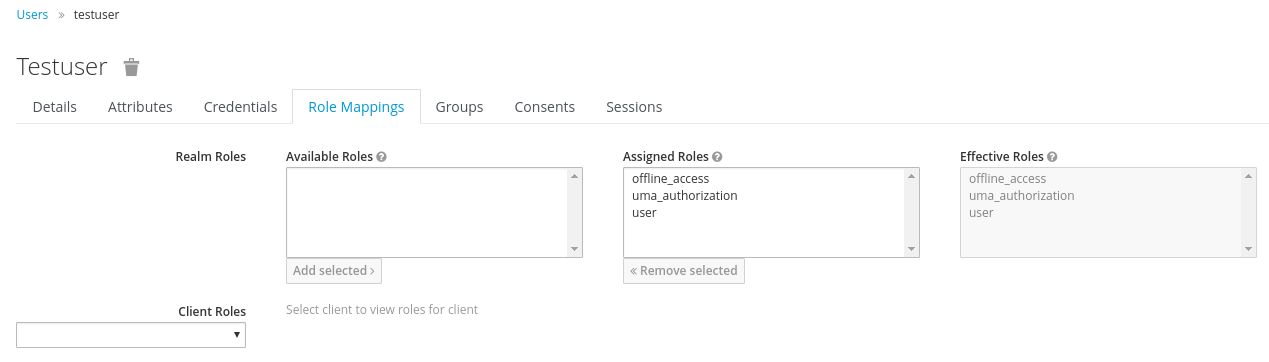 Users » testuser
Testuser
Details Attributes Credentials Role Mappings Groups Consents Sessions
Realm Roles Available Roles Assigned Roles Effective Roles
offline_access offline_access
uma_authorization uma_authorization
user user
Add selected › « Remove selected
Client Roles Select client to view roles for client